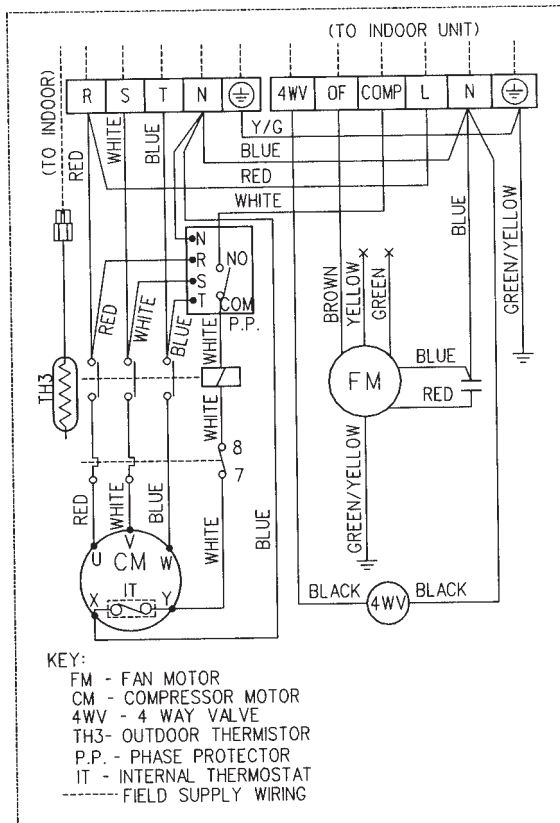 (TO INDOOR UNIT)
(TO INDOOR)
R S T N
4WV OF COMP L N
Y/G
BLUE
RED
WHITE
RED
WHITE
BLUE
N
R
S
T
NO
COM
P.P.
RED
WHITE
BLUE
WHITE
WHITE
8
7
TH3
BROWN
YELLOW
GREEN
BLUE
GREEN/YELLOW
FM
BLUE
RED
GREEN/YELLOW
RED
WHITE
BLUE
WHITE
BLUE
U
V
W
CM
IT
X
Y
BLACK
4WV
BLACK
KEY:
FM - FAN MOTOR
CM - COMPRESSOR MOTOR
4WV - 4 WAY VALVE
TH3- OUTDOOR THERMISTOR
P.P. - PHASE PROTECTOR
IT - INTERNAL THERMOSTAT
------- FIELD SUPPLY WIRING